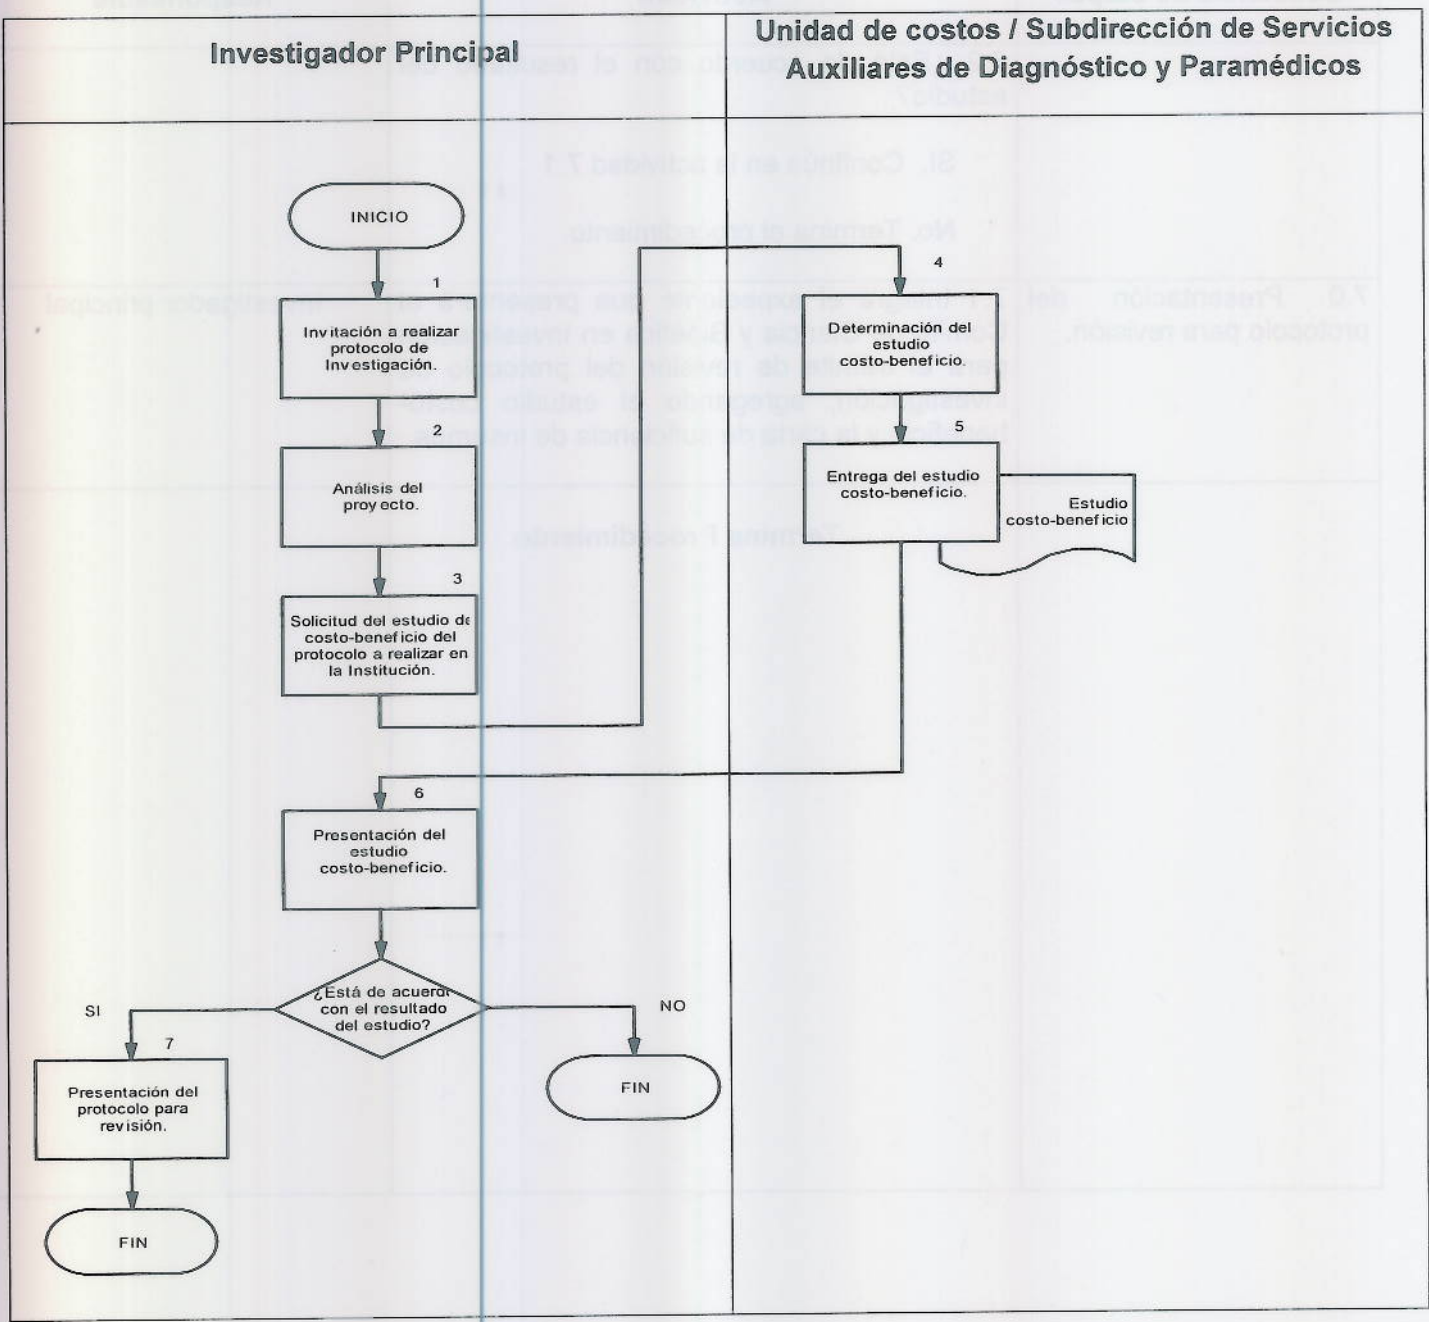 Investigador Principal
Unidad de costos / Subdirección de Servicios
Auxiliares de Diagnóstico y Paramédicos
INICIO
1
Invitación a realizar
protocolo de
Investigación.
2
Análisis del
proyecto.
3
Solicitud del estudio de
costo-beneficio del
protocolo a realizar en
la Institución.
4
Determinación del
estudio
costo-beneficio.
5
Entrega del estudio
costo-beneficio.
Estudio
costo-beneficio
6
Presentación del
estudio
costo-beneficio.
¿Está de acuerdo
con el resultado
del estudio?
SI
NO
7
Presentación del
protocolo para
revisión.
FIN
FIN